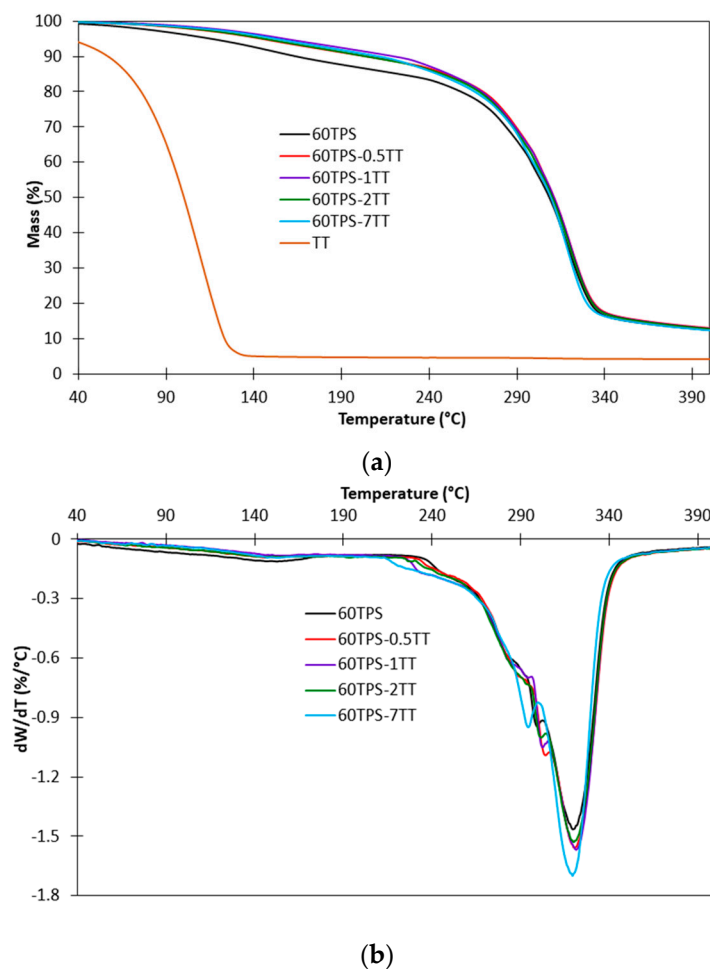 100
90
80
70
60
50
40
30
20
10
0
Mass (%)
60TPS
60TPS-0.5TT
60TPS-1TT
60TPS-2TT
60TPS-7TT
TT
40 90 140 190 240 290 340 390
Temperature (°C)
(a)
Temperature (°C)
40 90 140 190 240 290 340 390
0
-0.3
-0.6
-0.9
-1.2
-1.5
-1.8
dW/dT (%/°C)
60TPS
60TPS-0.5TT
60TPS-1TT
60TPS-2TT
60TPS-7TT
(b)